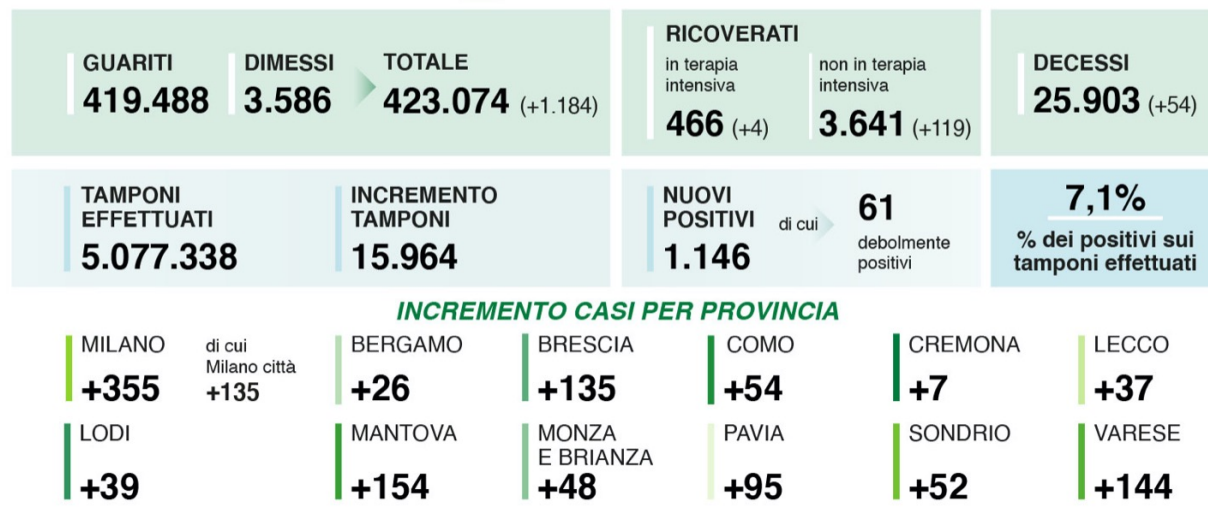 GUARITI
419.488
DIMESSI
3.586
TOTALE
423.074 (+1.184)
RICOVERATI
in terapia
intensiva
466 (+4)
non in terapia
intensiva
3.641 (+119)
DECESSI
25.903 (+54)
TAMPONI
EFFETTUATI
5.077.338
INCREMENTO
TAMPONI
15.964
NUOVI
POSITIVI
1.146
di cui
61
debolmente
positivi
7,1%
% dei positivi sui
tamponi effettuati
INCREMENTO CASI PER PROVINCIA
MILANO
+355
di cui
Milano città
+135
BERGAMO
+26
BRESCIA
+135
COMO
+54
CREMONA
+7
LECCO
+37
LODI
+39
MANTOVA
+154
MONZA
E BRIANZA
+48
PAVIA
+95
SONDRIO
+52
VARESE
+144